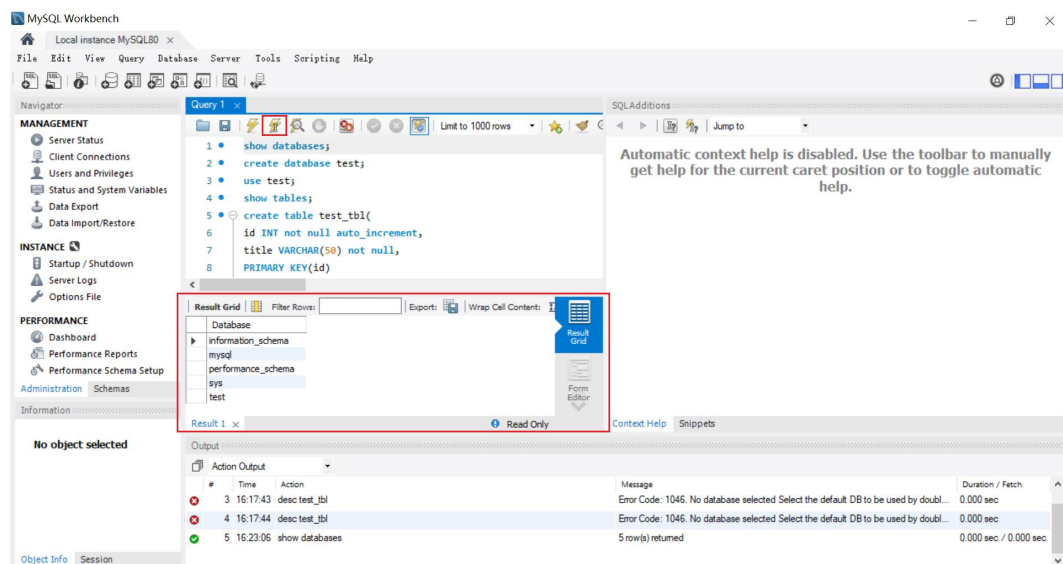 MySQL Workbench
Local instance MySQL80
File Edit View Query Database Server Tools Scripting Help
Navigator
MANAGEMENT
Server Status
Client Connections
Users and Privileges
Status and System Variables
Data Export
Data Import/Restore
INSTANCE
Startup / Shutdown
Server Logs
Options File
PERFORMANCE
Dashboard
Performance Reports
Performance Schema Setup
Administration Schemas
Information
No object selected
Object Info Session
Query 1
Limit to 1000 rows
1 show databases;
2 create database test;
3 use test;
4 show tables;
5 create table test_tbl(
6 id INT not null auto_increment,
7 title VARCHAR(50) not null,
8 PRIMARY KEY(id)
Result Grid Filter Rows: Export: Wrap Cell Content:
Database
information_schema
mysql
performance_schema
sys
test
Result Grid
Form Editor
Result 1 Read Only
SQLAdditions
Jump to
Automatic context help is disabled. Use the toolbar to manually
get help for the current caret position or to toggle automatic
help.
Context Help Snippets
Output
Action Output
# Time Action Message Duration / Fetch
3 16:17:43 desc test_tbl Error Code: 1046. No database selected Select the default DB to be used by doubl... 0.000 sec
4 16:17:44 desc test_tbl Error Code: 1046. No database selected Select the default DB to be used by doubl... 0.000 sec
5 16:23:06 show databases 5 row(s) returned 0.000 sec / 0.000 sec